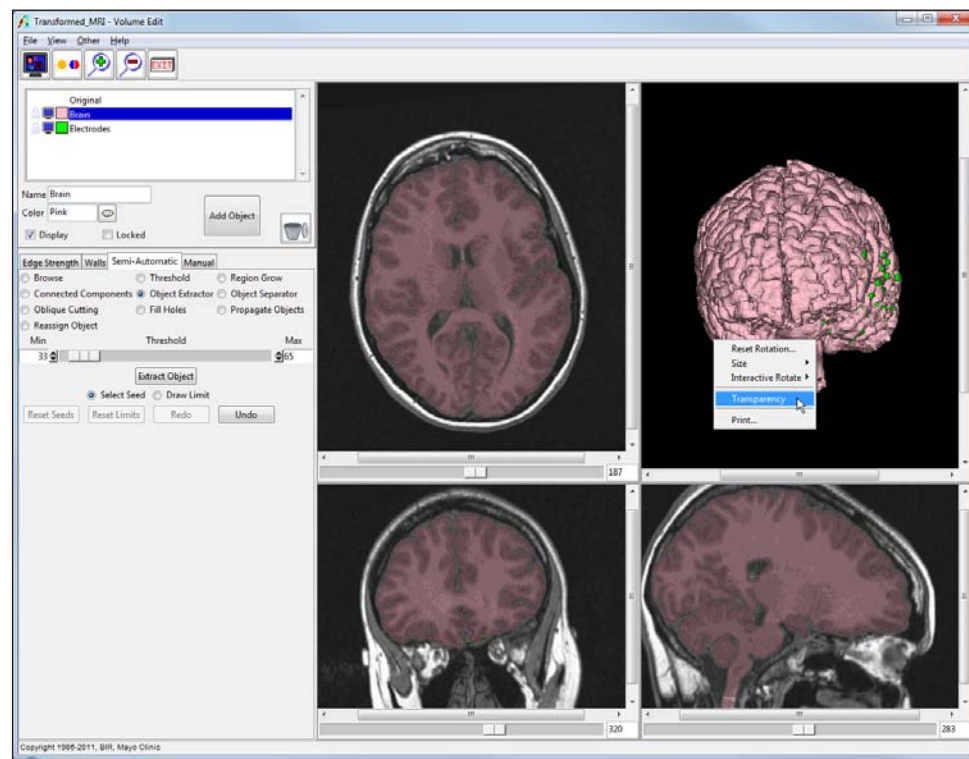 Transformed_MRI - Volume Edit
File View Other Help
EXIT
Original
Brain
Electrodes
Name Brain
Color Pink
Add Object
Display Locked
Edge Strength Walls Semi-Automatic Manual
Browse Threshold Region Grow
Connected Components Object Extractor Object Separator
Oblique Cutting Fill Holes Propagate Objects
Reassign Object
Min Threshold Max
33 65
Extract Object
Select Seed Draw Limit
Reset Seeds Reset Limits Redo Undo
187
Reset Rotation...
Size
Interactive Rotate
Transparency
Print...
320
283
Copyright 1986-2011, BIR, Mayo Clinic